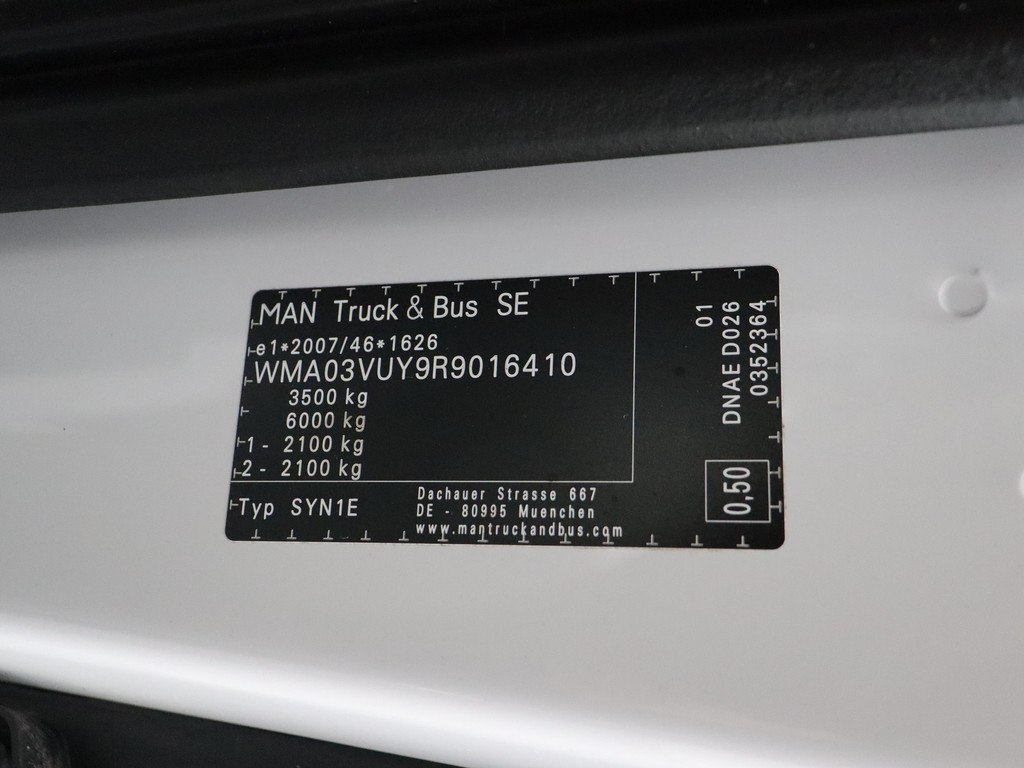 MAN Truck & Bus SE
e1*2007/46*1626
WMA03VUY9R9016410
3500 kg
6000 kg
1 - 2100 kg
2 - 2100 kg
Typ SYN1E
Dachauer Strasse 667
DE - 80995 Muenchen
www.mantruckandbus.com
01
DNAE D026
0352364
0,50